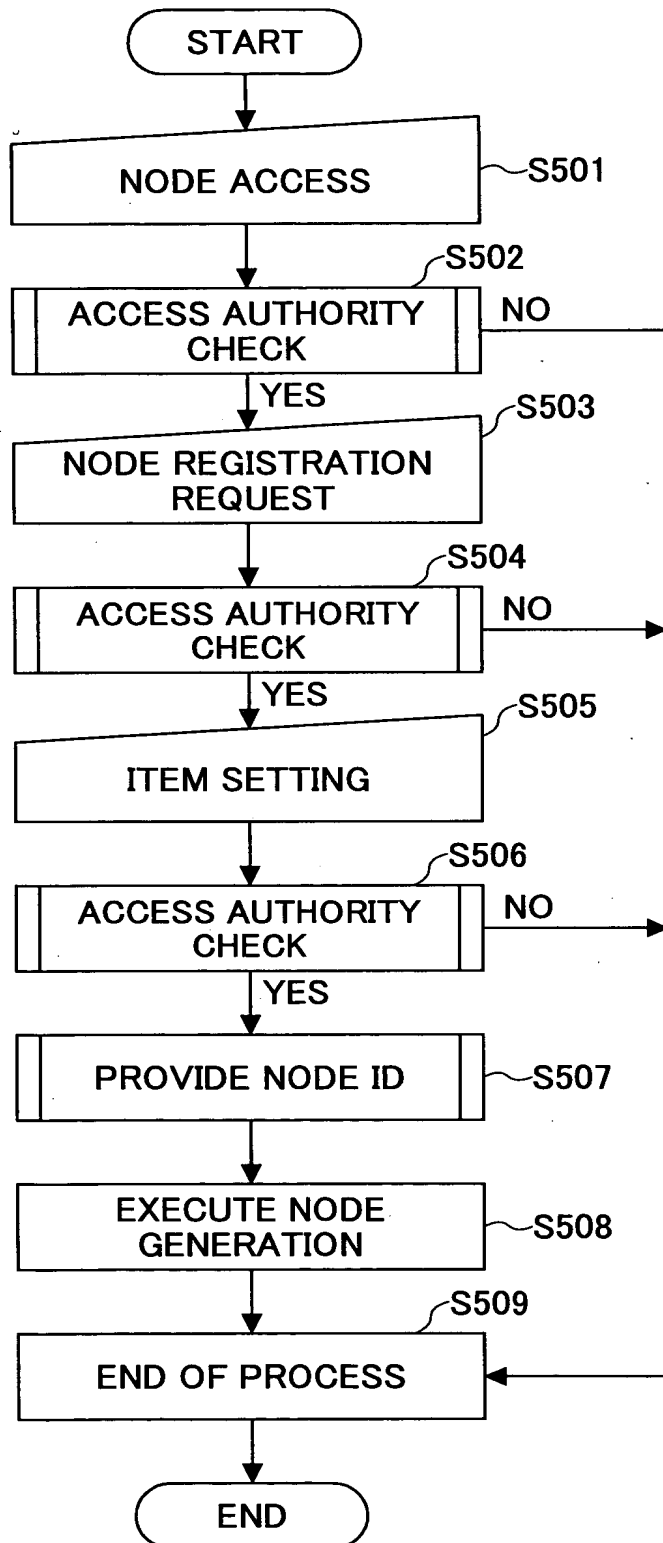 START
NODE ACCESS
S501
S502
ACCESS AUTHORITY
CHECK
NO
YES
S503
NODE REGISTRATION
REQUEST
S504
ACCESS AUTHORITY
CHECK
NO
YES
S505
ITEM SETTING
S506
ACCESS AUTHORITY
CHECK
NO
YES
PROVIDE NODE ID
S507
EXECUTE NODE
GENERATION
S508
S509
END OF PROCESS
END